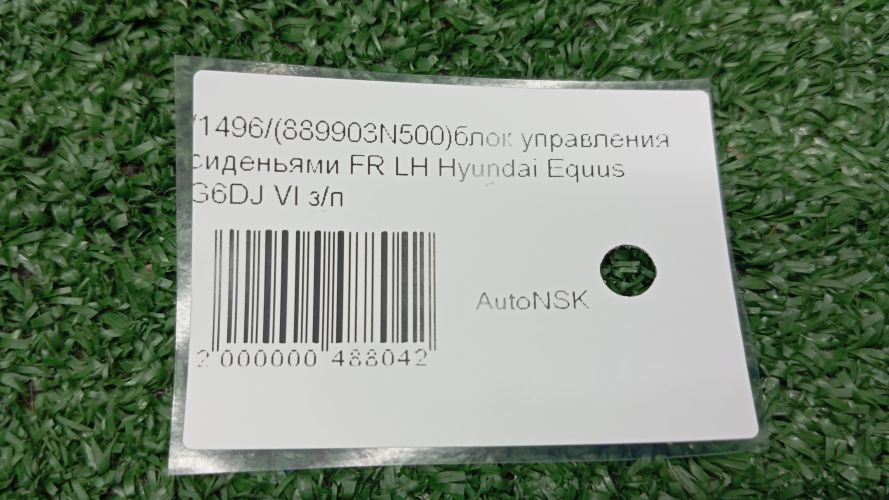 /1496/(889903N500)блок управления
сиденьями FR LH Hyundai Equus
G6DJ VI з/п
AutoNSK
2 000000 488042